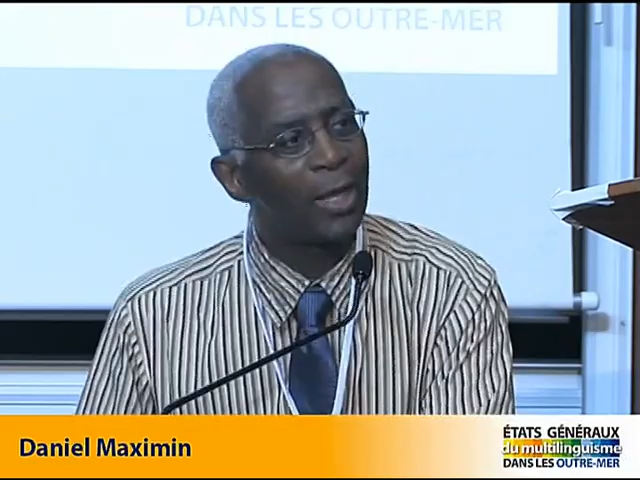 DANS LES OUTRE-MER
Daniel Maximin
ÉTATS GÉNÉRAUX
du multilinguisme
DANS LES OUTRE-MER